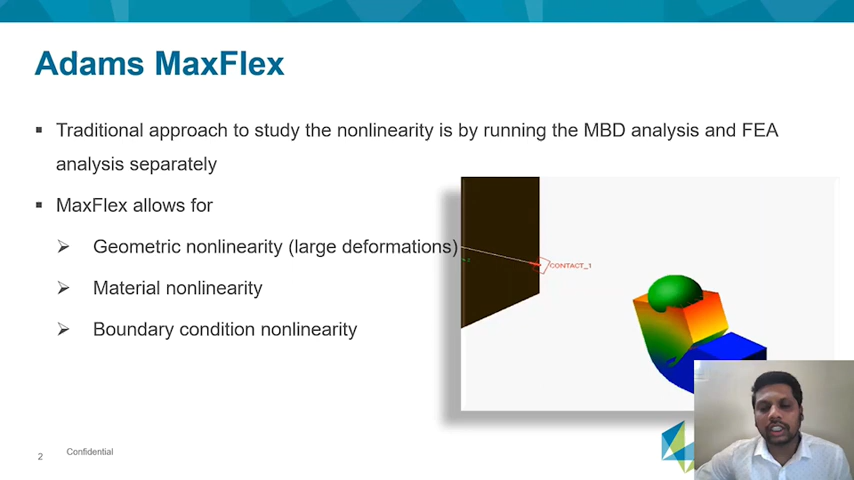 Adams MaxFlex
Traditional approach to study the nonlinearity is by running the MBD analysis and FEA
analysis separately
MaxFlex allows for
Geometric nonlinearity (large deformations)
CONTACT_1
Material nonlinearity
Boundary condition nonlinearity
2
Confidential